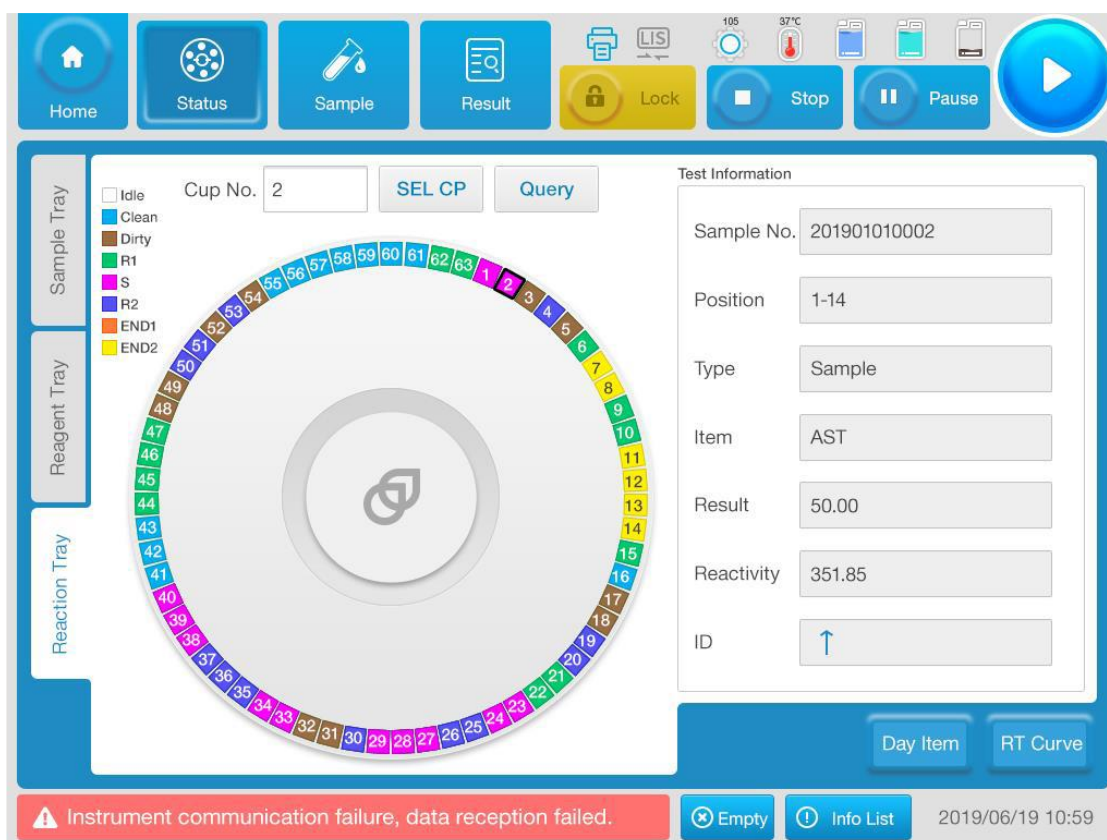 105 37°C
LIS
Home Status Sample Result Lock Stop Pause
Sample Tray
Reagent Tray
Reaction Tray
Idle
Clean
Dirty
R1
S
R2
END1
END2
Cup No. 2 SEL CP Query
1
2
3
4
5
6
7
8
9
10
11
12
13
14
15
16
17
18
19
20
21
22
23
24
25
26
27
28
29
30
31
32
33
34
35
36
37
38
39
40
41
42
43
44
45
46
47
48
49
50
51
52
53
54
55
56
57
58
59
60
61
62
63
Test Information
Sample No. 201901010002
Position 1-14
Type Sample
Item AST
Result 50.00
Reactivity 351.85
ID ↑
Day Item RT Curve
Instrument communication failure, data reception failed. Empty Info List 2019/06/19 10:59